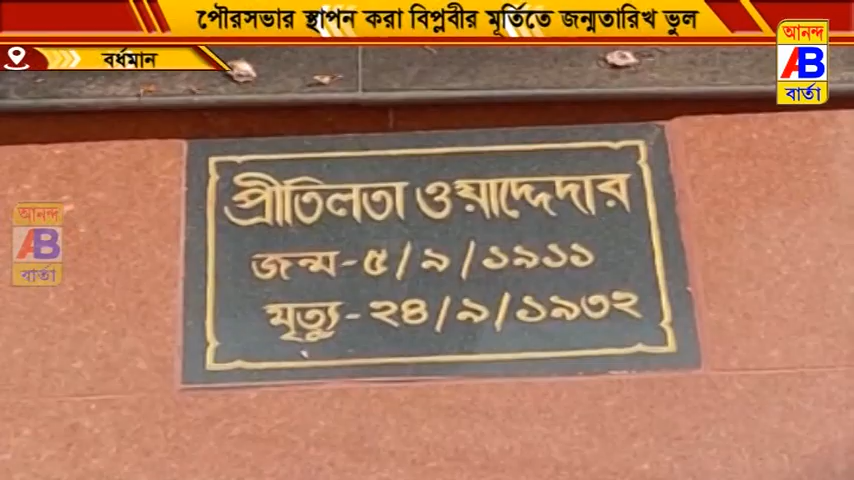 পৌরসভার স্থাপন করা বিপ্লবীর মূর্তিতে জন্মতারিখ ভুল
বর্ধমান
আনন্দ
AB
বার্তা
প্রীতিলতা ওয়াদ্দেদার
জন্ম-৫/৯/১৯১১
মৃত্যু-২৪/৯/১৯৩২
আনন্দ
AB
বার্তা